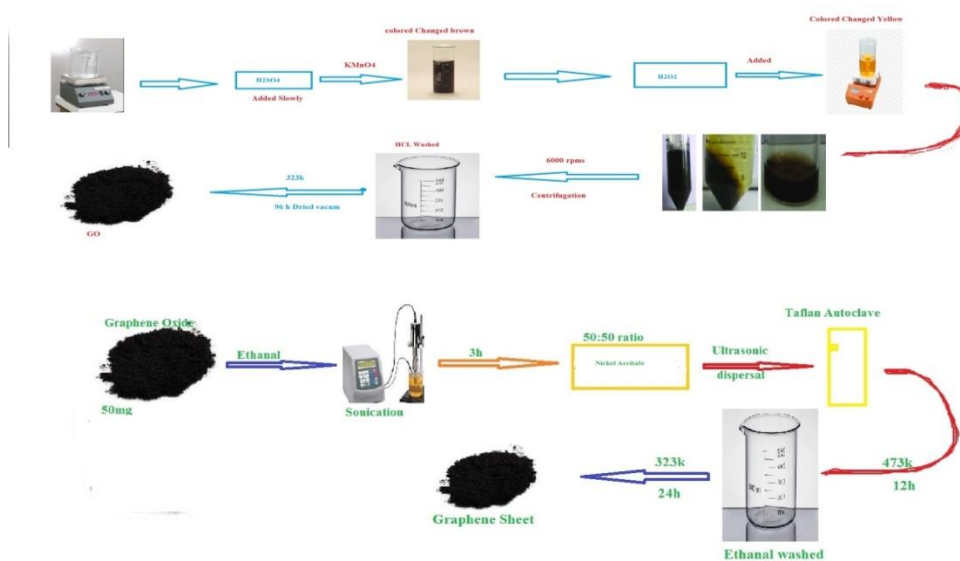 colored Changed brown
Colored Changed Yellow
KMnO4
Added
H2SO4
H2O2
Added Slowly
HCL Washed
6000 rpms
Centrifugation
323k
96 h Dried vacum
GO
Graphene Oxide
50mg
Ethanal
Sonication
3h
50:50 ratio
Nickel Accitate
Ultrasonic
dispersal
Taflan Autoclave
473k
12h
Ethanal washed
323k
24h
Graphene Sheet